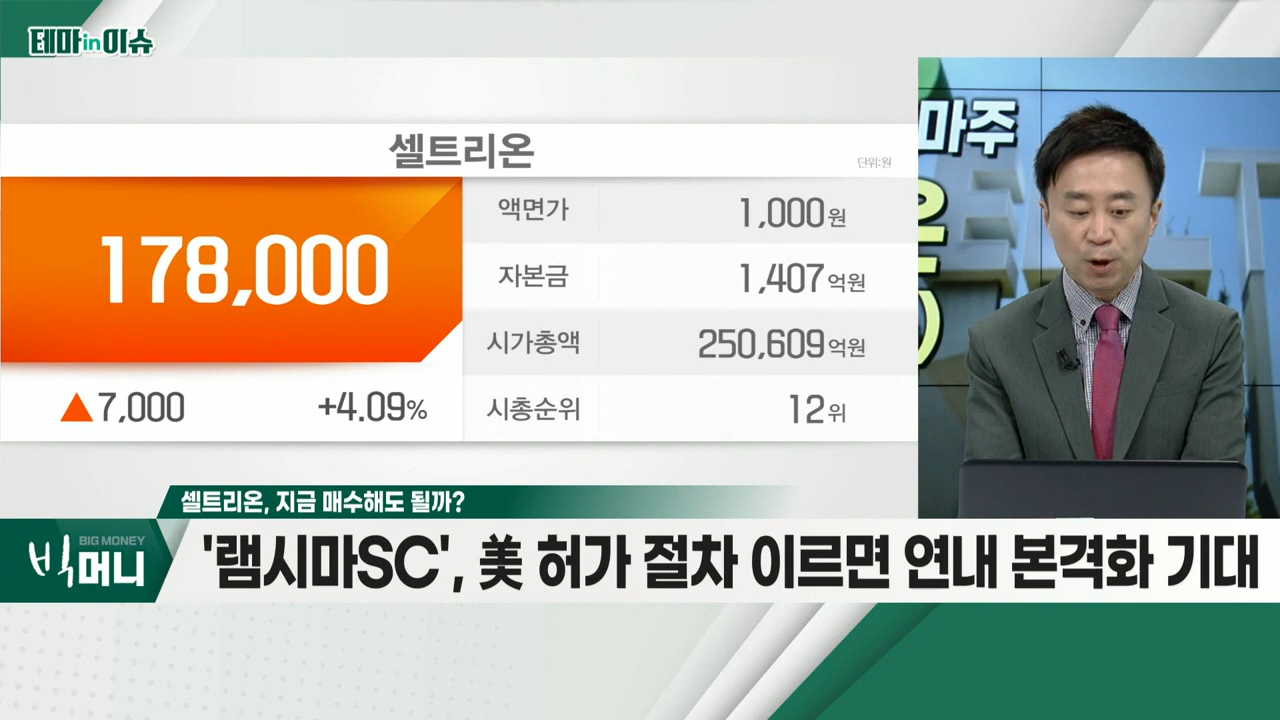 테마in이슈
셀트리온
단위:원
178,000
▲7,000 +4.09%
액면가 1,000원
자본금 1,407억원
시가총액 250,609억원
시총순위 12위
마주
셀트리온, 지금 매수해도 될까?
BIG MONEY
빅머니
'램시마SC', 美 허가 절차 이르면 연내 본격화 기대